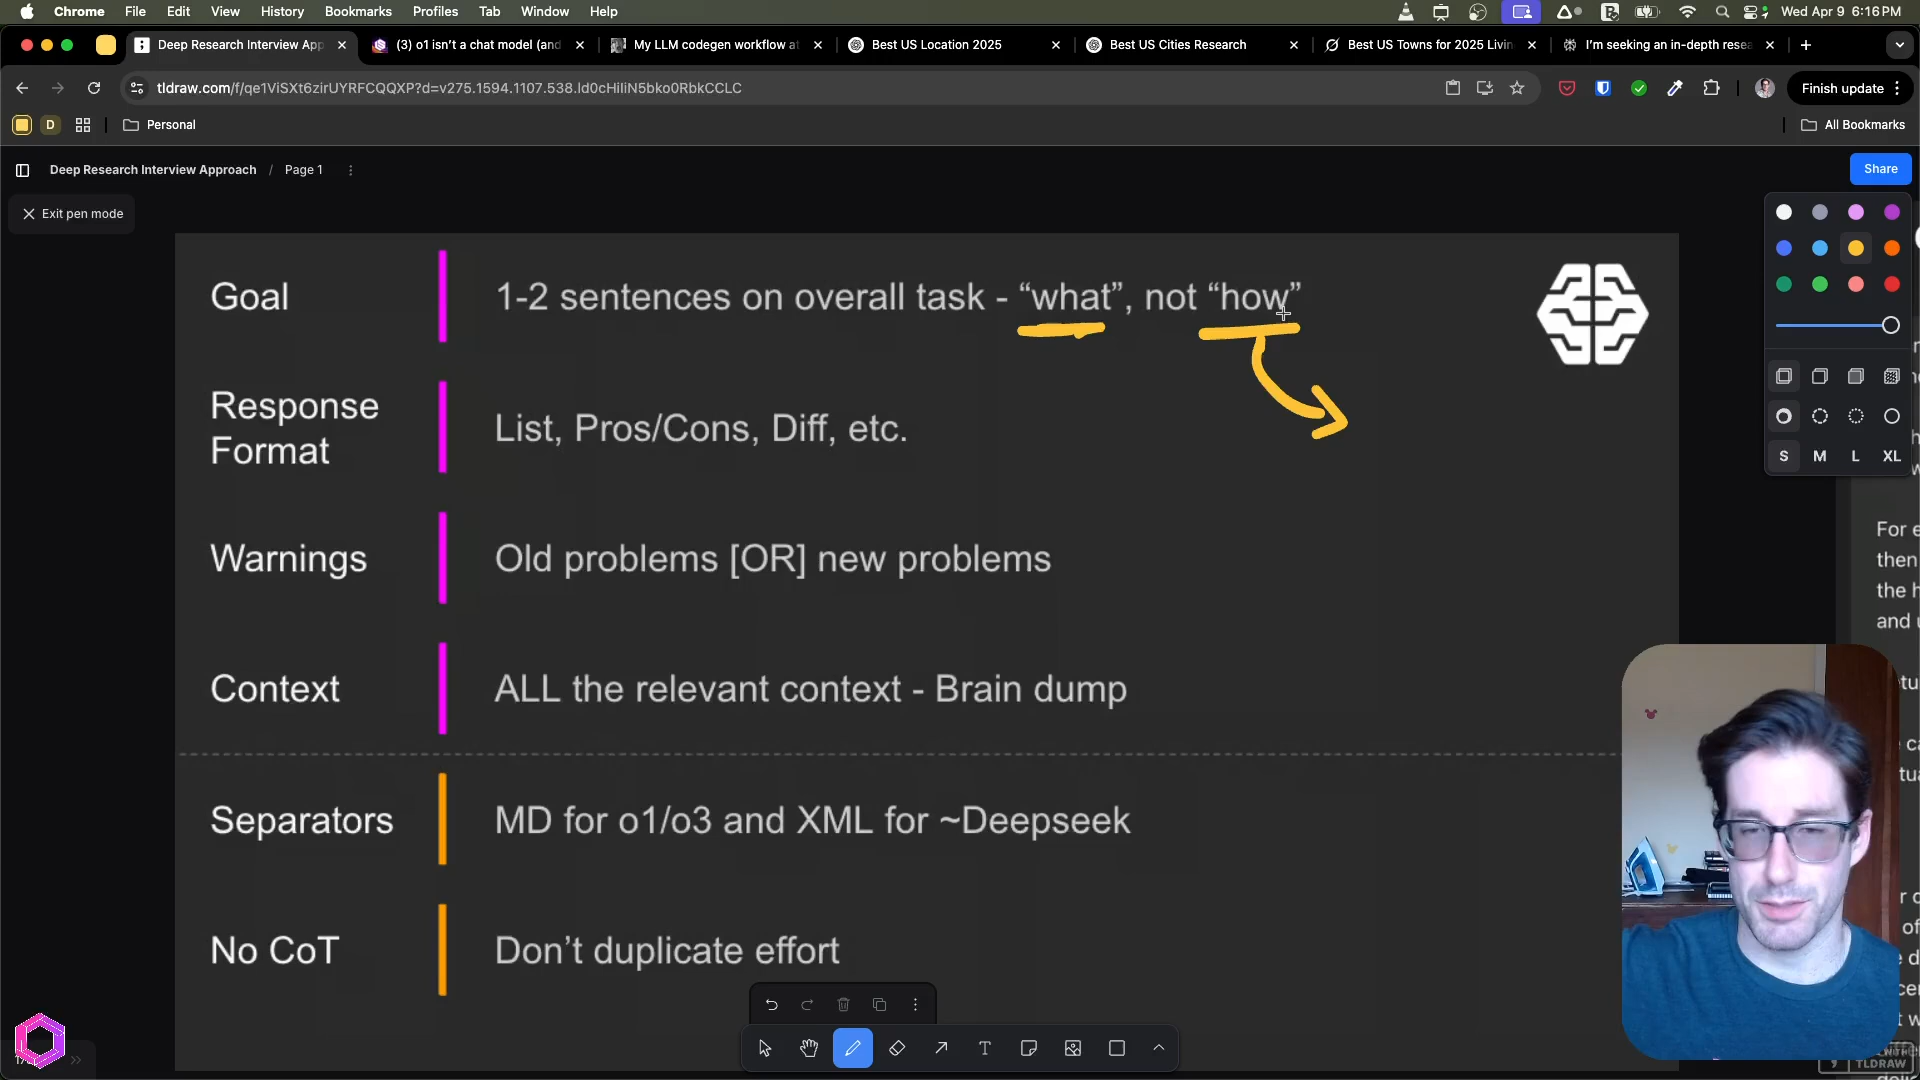 Chrome File Edit View History Bookmarks Profiles Tab Window Help Wed Apr 9 6:16 PM
Deep Research Interview App (3) o1 isn't a chat model (and My LLM codegen workflow at Best US Location 2025 Best US Cities Research Best US Towns for 2025 Livin I'm seeking an in-depth resea
tldraw.com/f/qe1ViSXt6zirUYRFCQQXP?d=v275.1594.1107.538.ld0cHiIiN5bko0RbkCCLC Finish update
D Personal All Bookmarks
Deep Research Interview Approach / Page 1 Share
Exit pen mode
Goal 1-2 sentences on overall task - “what”, not “how”
Response
Format
List, Pros/Cons, Diff, etc.
S M L XL
Warnings Old problems [OR] new problems
For e
then
the h
and u
Context ALL the relevant context - Brain dump
Separators MD for o1/o3 and XML for ~Deepseek
No CoT Don’t duplicate effort
TLDRAW